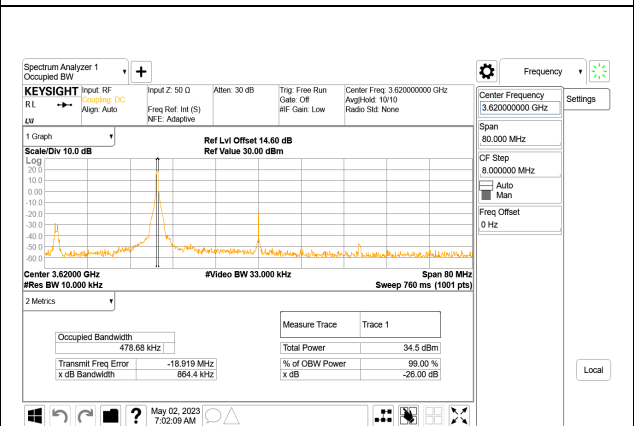 Spectrum Analyzer 1
Occupied BW
Frequency
KEYSIGHT
Input: RF
Coupling: DC
Align: Auto
Input Z: 50 Ω
Freq Ref: Int (S)
NFE: Adaptive
Atten: 30 dB
Trig: Free Run
Gate: Off
#IF Gain: Low
Center Freq: 3.620000000 GHz
Avg|Hold: 10/10
Radio Std: None
R L
LXI
Center Frequency
3.620000000 GHz
Settings
Span
80.000 MHz
CF Step
8.000000 MHz
Auto
Man
Freq Offset
0 Hz
1 Graph
Scale/Div 10.0 dB
Ref Lvl Offset 14.60 dB
Ref Value 30.00 dBm
Log
20.0
10.0
0.00
-10.0
-20.0
-30.0
-40.0
-50.0
-60.0
Center 3.62000 GHz
#Video BW 33.000 kHz
Span 80 MHz
#Res BW 10.000 kHz
Sweep 760 ms (1001 pts)
2 Metrics
Measure Trace
Trace 1
Occupied Bandwidth
478.68 kHz
Total Power
34.5 dBm
Transmit Freq Error
-18.919 MHz
% of OBW Power
99.00 %
x dB Bandwidth
864.4 kHz
x dB
-26.00 dB
Local
?
May 02, 2023
7:02:09 AM